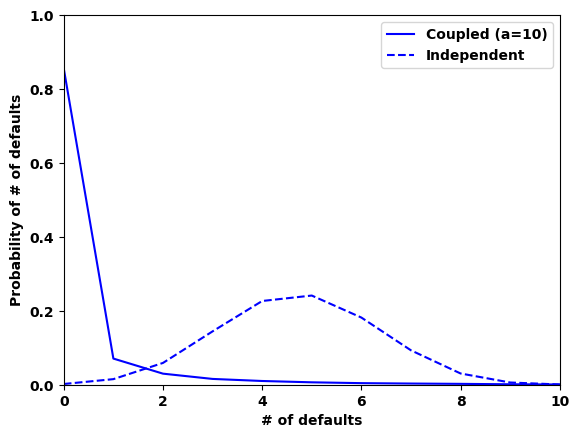 Coupled (a=10)
Independent
Probability of # of defaults
1.0
0.8
0.6
0.4
0.2
0.0
0 2 4 6 8 10
# of defaults